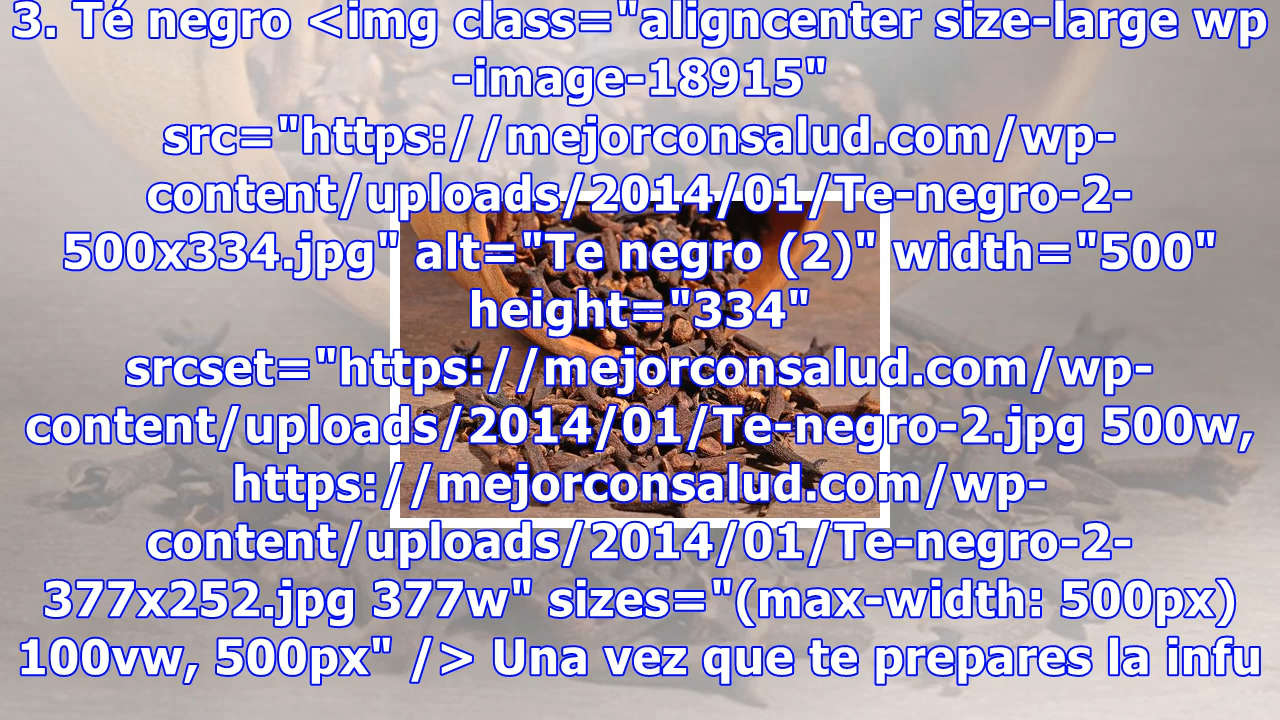 3. Té negro <img class="aligncenter size-large wp
-image-18915"
src="https://mejorconsalud.com/wp-
content/uploads/2014/01/Te-negro-2-
500x334.jpg" alt="Te negro (2)" width="500"
height="334"
srcset="https://mejorconsalud.com/wp-
content/uploads/2014/01/Te-negro-2.jpg 500w,
https://mejorconsalud.com/wp-
content/uploads/2014/01/Te-negro-2-
377x252.jpg 377w" sizes="(max-width: 500px)
100vw, 500px" /> Una vez que te prepares la infu